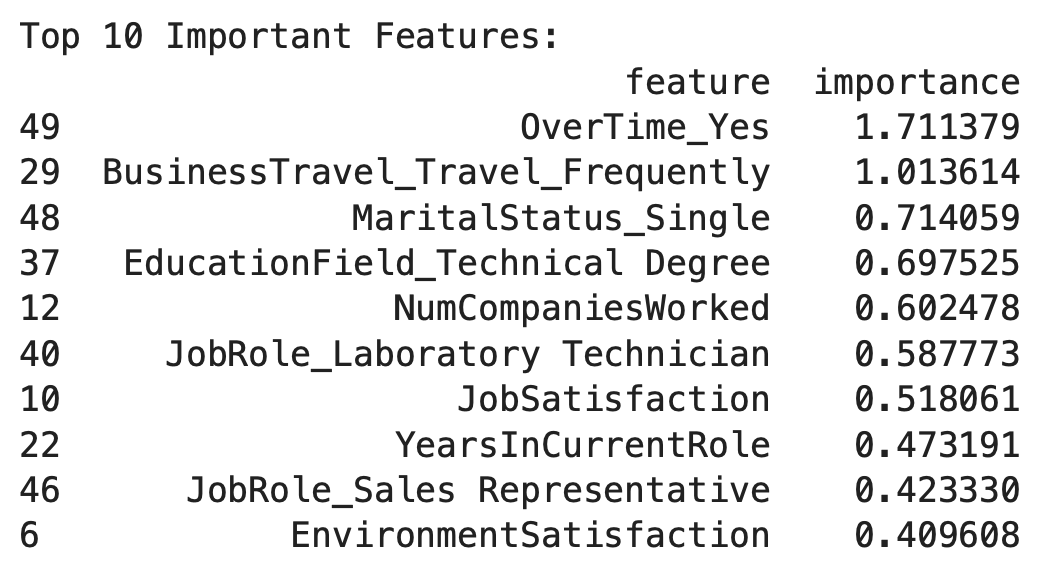 Top 10 Important Features:
feature importance
49 OverTime_Yes 1.711379
29 BusinessTravel_Travel_Frequently 1.013614
48 MaritalStatus_Single 0.714059
37 EducationField_Technical Degree 0.697525
12 NumCompaniesWorked 0.602478
40 JobRole_Laboratory Technician 0.587773
10 JobSatisfaction 0.518061
22 YearsInCurrentRole 0.473191
46 JobRole_Sales Representative 0.423330
6 EnvironmentSatisfaction 0.409608